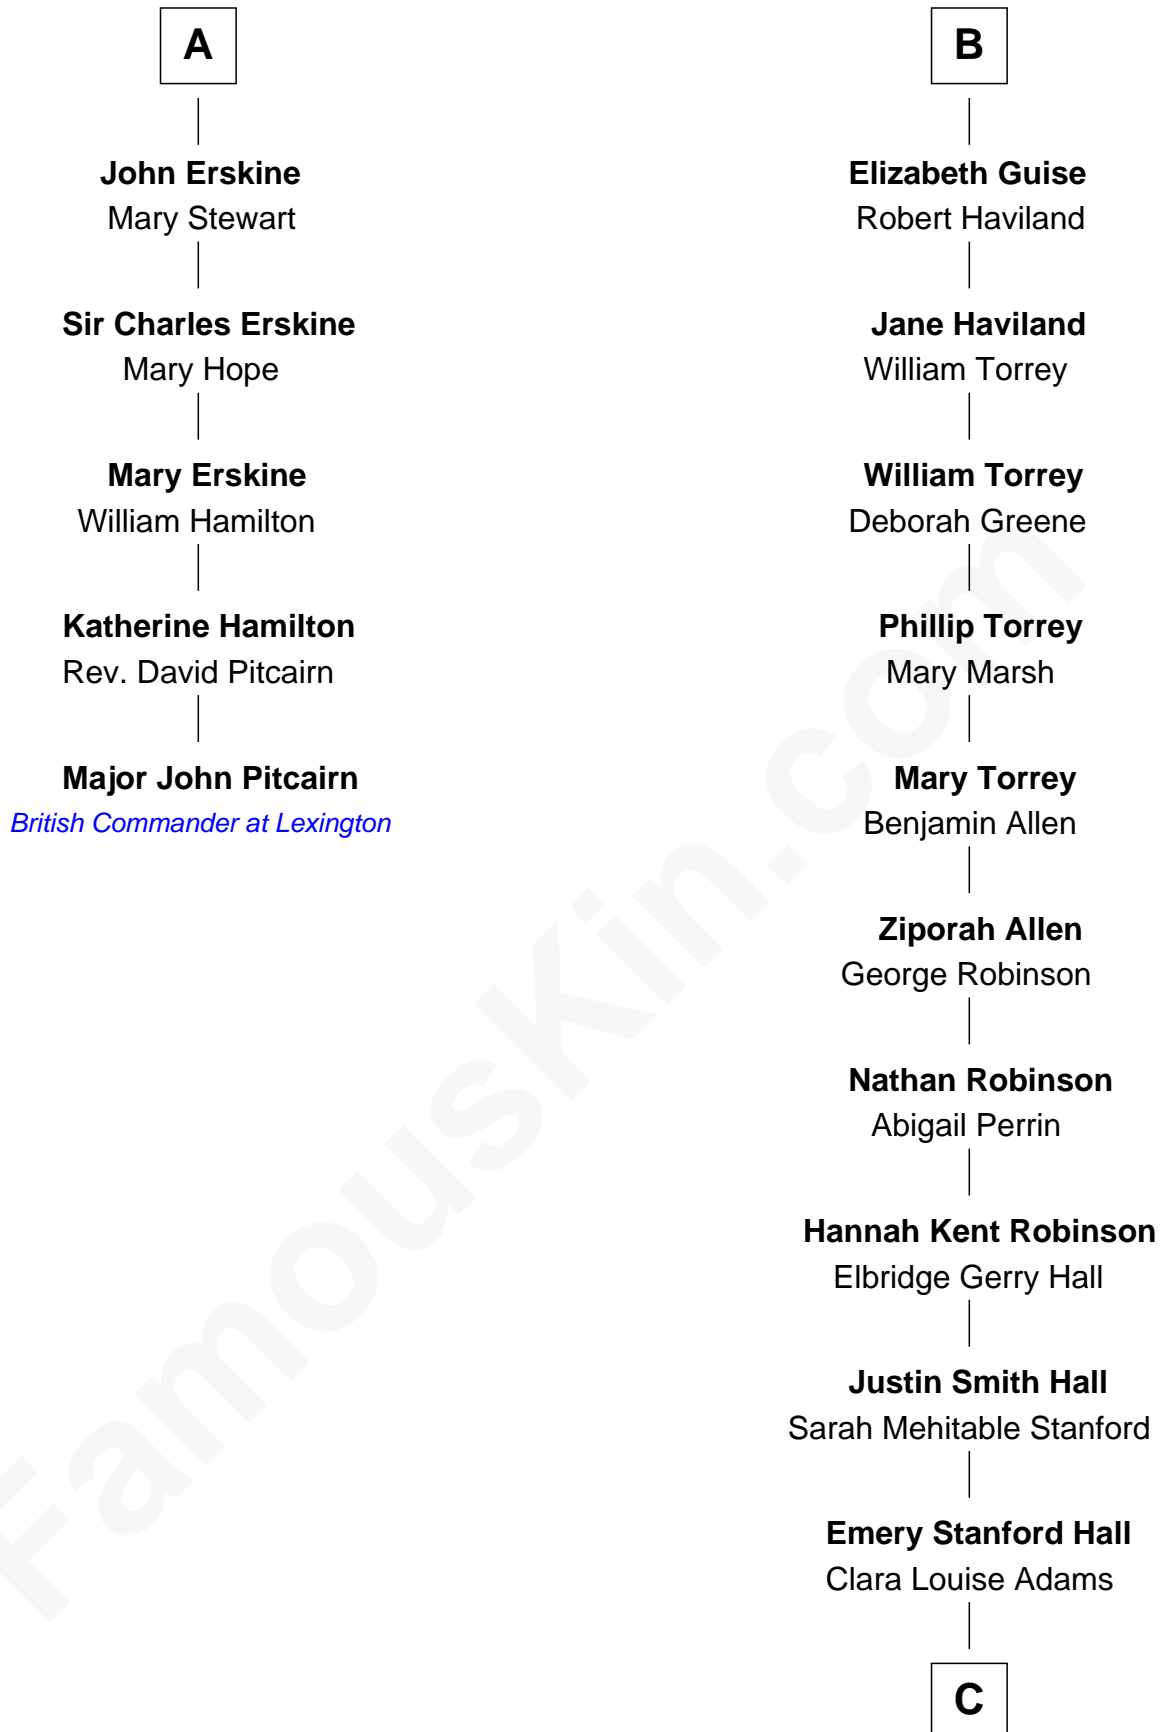 A
John Erskine
Mary Stewart
Sir Charles Erskine
Mary Hope
Mary Erskine
William Hamilton
Katherine Hamilton
Rev. David Pitcairn
Major John Pitcairn
British Commander at Lexington
B
Elizabeth Guise
Robert Haviland
Jane Haviland
William Torrey
William Torrey
Deborah Greene
Phillip Torrey
Mary Marsh
Mary Torrey
Benjamin Allen
Ziporah Allen
George Robinson
Nathan Robinson
Abigail Perrin
Hannah Kent Robinson
Elbridge Gerry Hall
Justin Smith Hall
Sarah Mehitable Stanford
Emery Stanford Hall
Clara Louise Adams
C
FamousKin.com